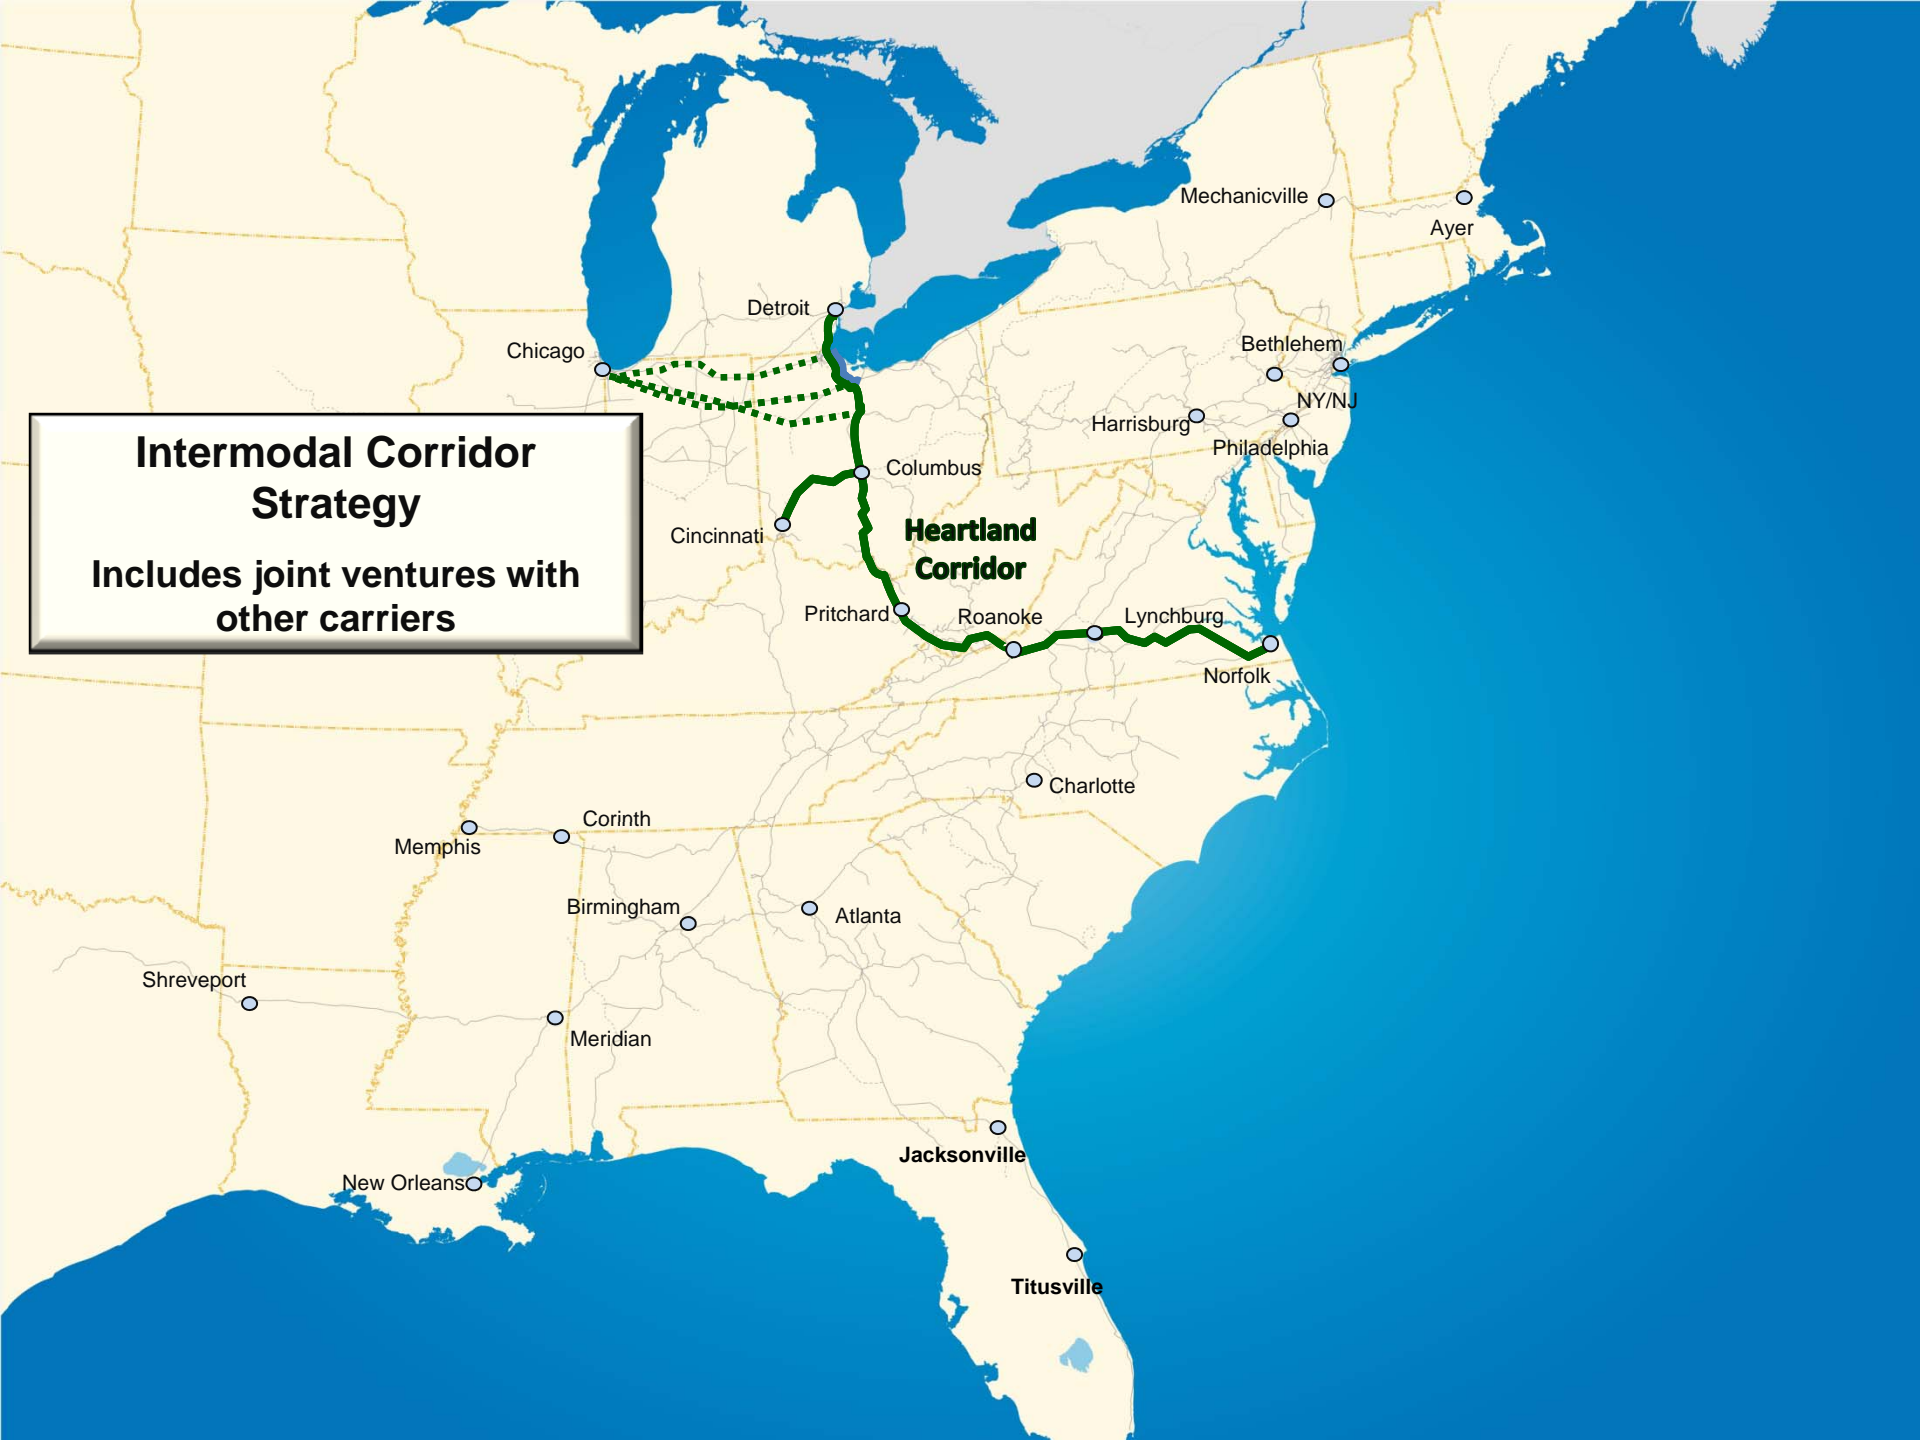 Mechanicville
Ayer
Detroit
Chicago
Bethlehem
NY/NJ
Harrisburg
Philadelphia
Intermodal Corridor
Strategy
Includes joint ventures with
other carriers
Columbus
Cincinnati
Heartland
Corridor
Pritchard
Roanoke
Lynchburg
Norfolk
Charlotte
Corinth
Memphis
Birmingham
Atlanta
Shreveport
Meridian
Jacksonville
New Orleans
Titusville